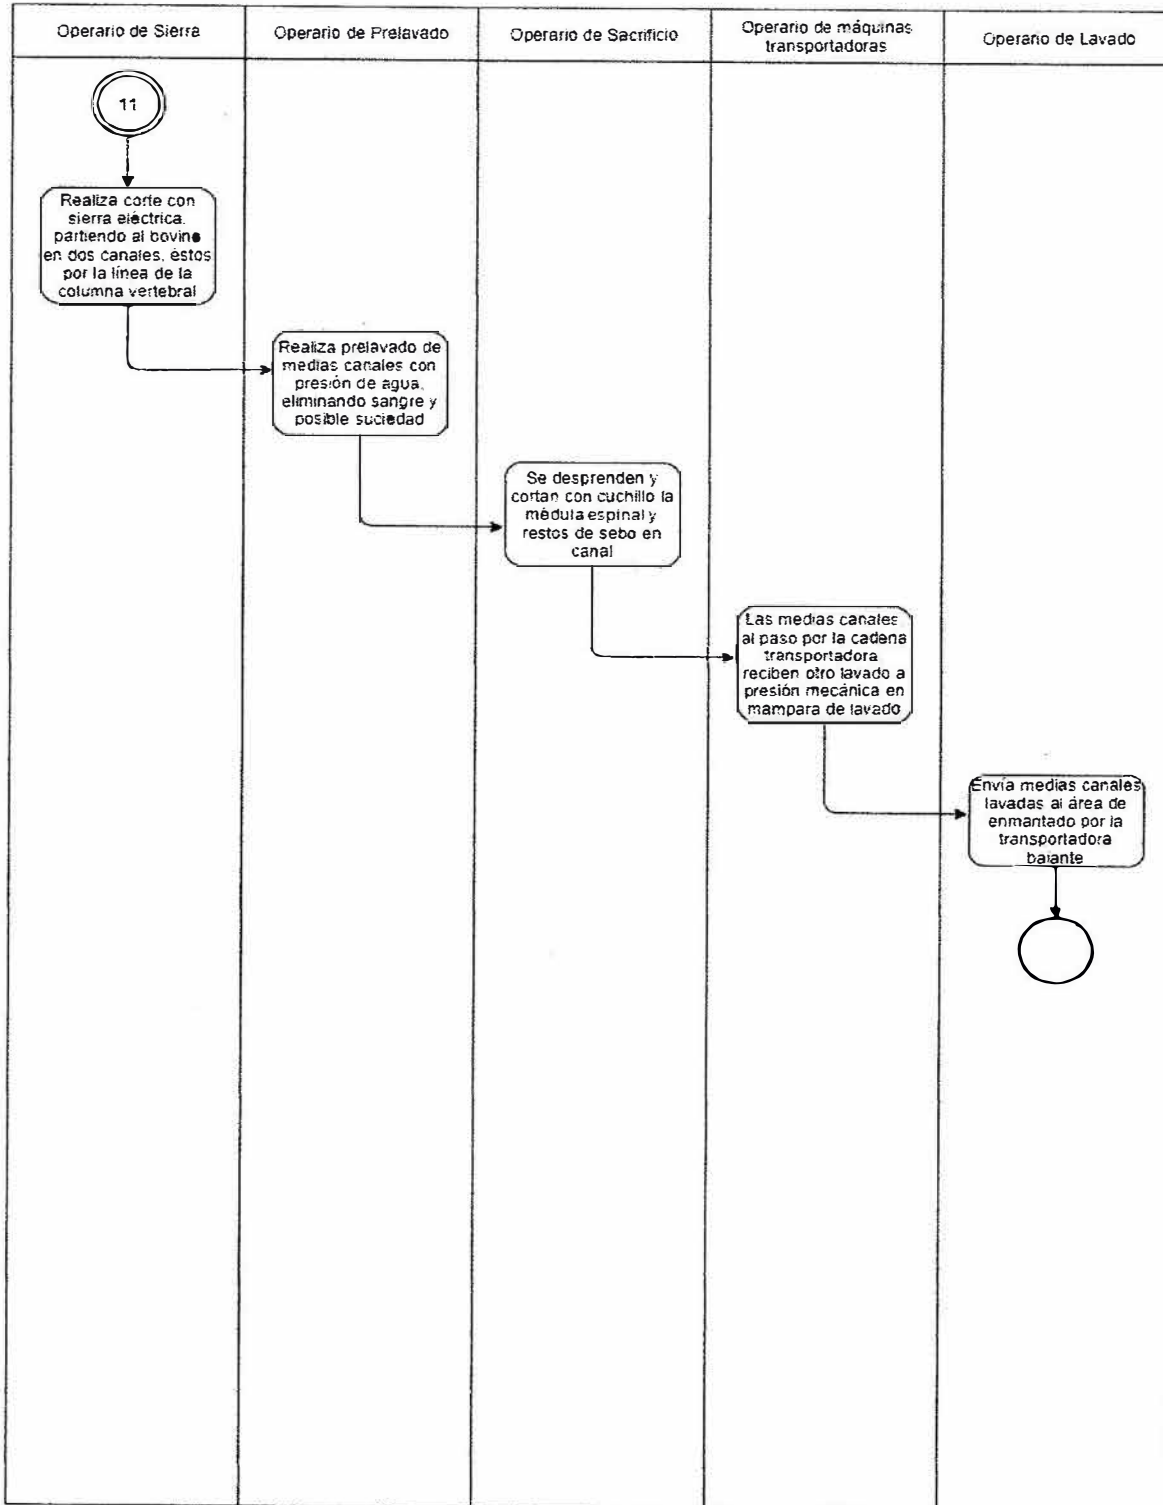 Operario de Sierra
Operario de Prelavado
Operario de Sacrificio
Operario de máquinas
transportadoras
Operario de Lavado
11
Realiza corte con
sierra eléctrica,
partiendo al bovino
en dos canales, éstos
por la línea de la
columna vertebral
Realiza prelavado de
medias canales con
presión de agua,
eliminando sangre y
posible suciedad
Se desprenden y
cortan con cuchillo la
médula espinal y
restos de sebo en
canal
Las medias canales
al paso por la cadena
transportadora
reciben otro lavado a
presión mecánica en
mampara de lavado
Envía medias canales
lavadas al área de
enmantado por la
transportadora
bajante